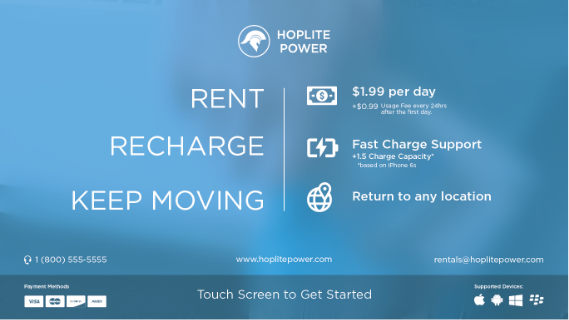 HOPLITE
POWER
RENT
RECHARGE
KEEP MOVING
$1.99 per day
+$0.99 Usage Fee every 24hrs
after the first day.
Fast Charge Support
+1.5 Charge Capacity*
*based on iPhone 6s
Return to any location
1 (800) 555-5555
www.hoplitepower.com
rentals@hoplitepower.com
Payment Methods
VISA
Touch Screen to Get Started
Supported Devices: